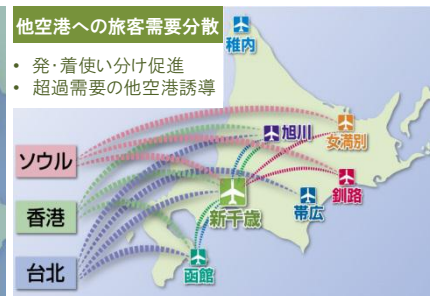 他空港への旅客需要分散
• 発・着使い分け促進
• 超過需要の他空港誘導
稚内
旭川
女満別
ソウル
釧路
香港
新千歳
帯広
台北
函館